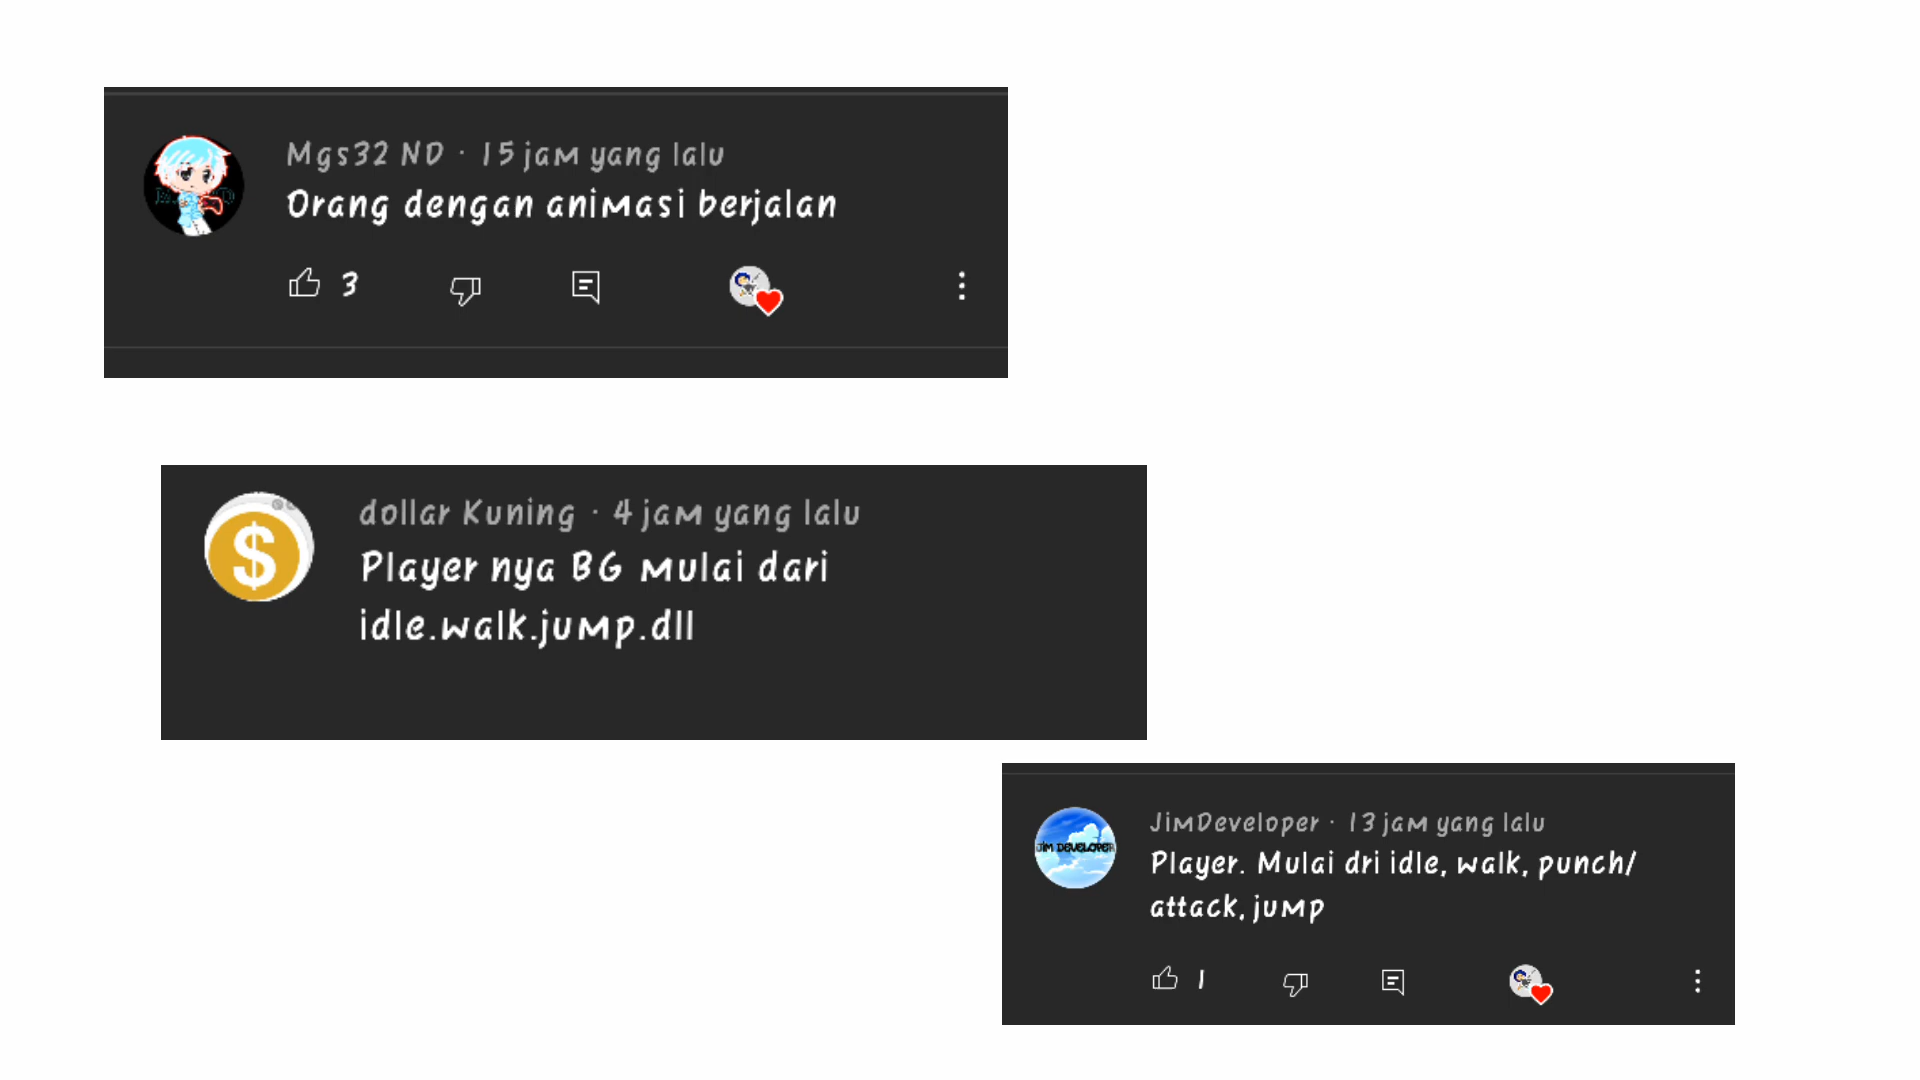 Mgs32 ND · 15 jam yang lalu
Orang dengan animasi berjalan
3
dollar Kuning · 4 jam yang lalu
Player nya BG mulai dari
idle.walk.jump.dll
JIM DEVELOPER
JimDeveloper · 13 jam yang lalu
Player. Mulai dri idle, walk, punch/
attack, jump
1